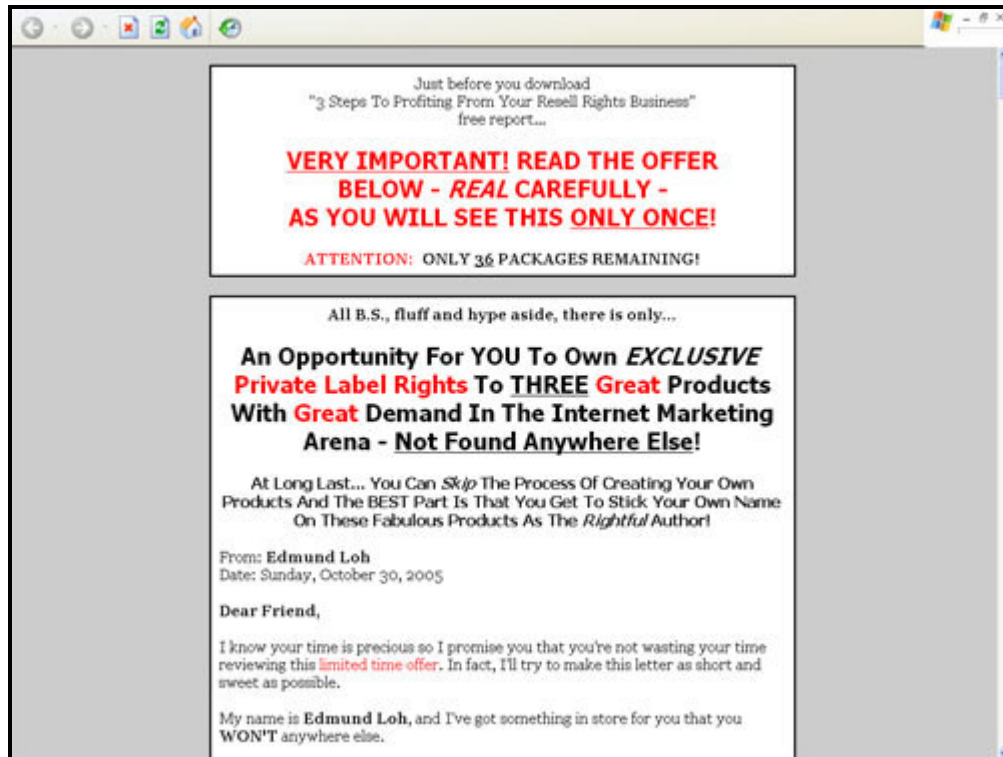 Just before you download
"3 Steps To Profiting From Your Resell Rights Business"
free report...
VERY IMPORTANT! READ THE OFFER
BELOW - REAL CAREFULLY -
AS YOU WILL SEE THIS ONLY ONCE!
ATTENTION: ONLY 36 PACKAGES REMAINING!
All B.S., fluff and hype aside, there is only...
An Opportunity For YOU To Own EXCLUSIVE
Private Label Rights To THREE Great Products
With Great Demand In The Internet Marketing
Arena - Not Found Anywhere Else!
At Long Last... You Can Skip The Process Of Creating Your Own
Products And The BEST Part Is That You Get To Stick Your Own Name
On These Fabulous Products As The Rightful Author!
From: Edmund Loh
Date: Sunday, October 30, 2005
Dear Friend,
I know your time is precious so I promise you that you're not wasting your time
reviewing this limited time offer. In fact, I'll try to make this letter as short and
sweet as possible.
My name is Edmund Loh, and I've got something in store for you that you
WON'T anywhere else.